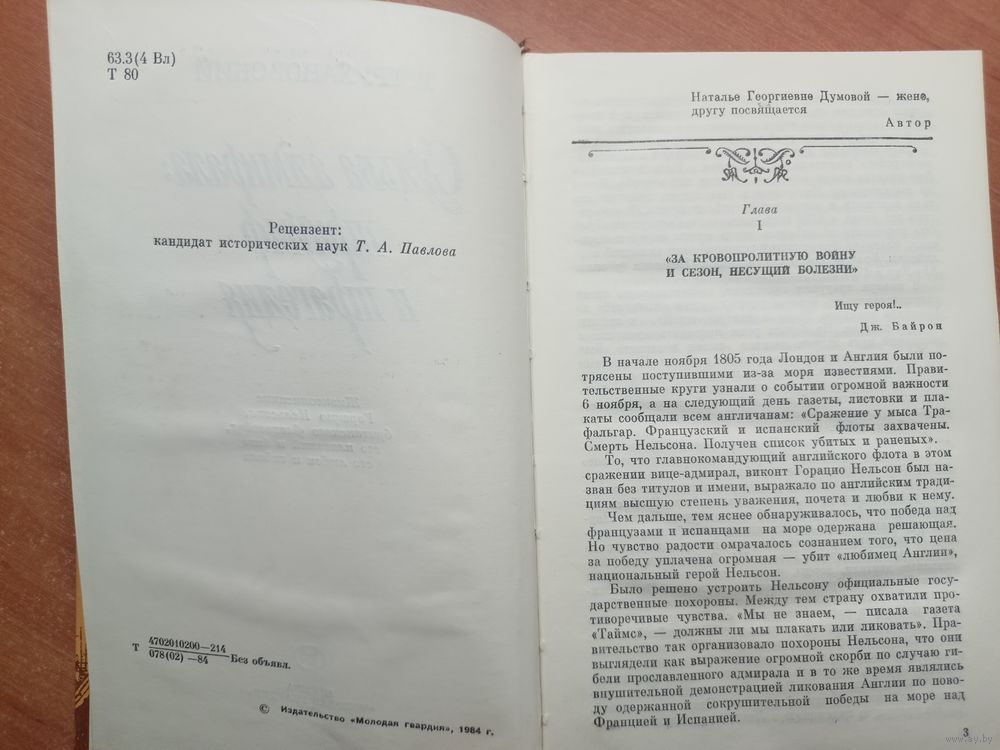 63.3(4 Вл)
Т 80
Рецензент:
кандидат исторических наук Т. А. Павлова
Т 4702010200—214
078(02)—84 Без объявл.
© Издательство «Молодая гвардия», 1984 г.
Наталье Георгиевне Думовой — жене,
другу посвящается
Автор
Глава
I
«ЗА КРОВОПРОЛИТНУЮ ВОЙНУ
И СЕЗОН, НЕСУЩИЙ БОЛЕЗНИ»
Ищу героя!..
Дж. Байрон
В начале ноября 1805 года Лондон и Англия были по-
трясены поступившими из-за моря известиями. Прави-
тельственные круги узнали о событии огромной важности
6 ноября, а на следующий день газеты, листовки и пла-
каты сообщали всем англичанам: «Сражение у мыса Тра-
фальгар. Французский и испанский флоты захвачены.
Смерть Нельсона. Получен список убитых и раненых».
То, что главнокомандующий английского флота в этом
сражении вице-адмирал, виконт Горацио Нельсон был на-
зван без титулов и имени, выражало по английским тради-
циям высшую степень уважения, почета и любви к нему.
Чем дальше, тем яснее обнаруживалось, что победа над
французами и испанцами на море одержана решающая.
Но чувство радости омрачалось сознанием того, что цена
за победу уплачена огромная — убит «любимец Англии»,
национальный герой Нельсон.
Было решено устроить Нельсону официальные госу-
дарственные похороны. Между тем страну охватили про-
тиворечивые чувства. «Мы не знаем, — писала газета
«Таймс», — должны ли мы плакать или ликовать». Пра-
вительство так организовало похороны Нельсона, что они
выглядели как выражение огромной скорби по случаю ги-
бели прославленного адмирала и в то же время являлись
внушительной демонстрацией ликования Англии по пово-
ду одержанной сокрушительной победы на море над
Францией и Испанией.
3
www.ay.by